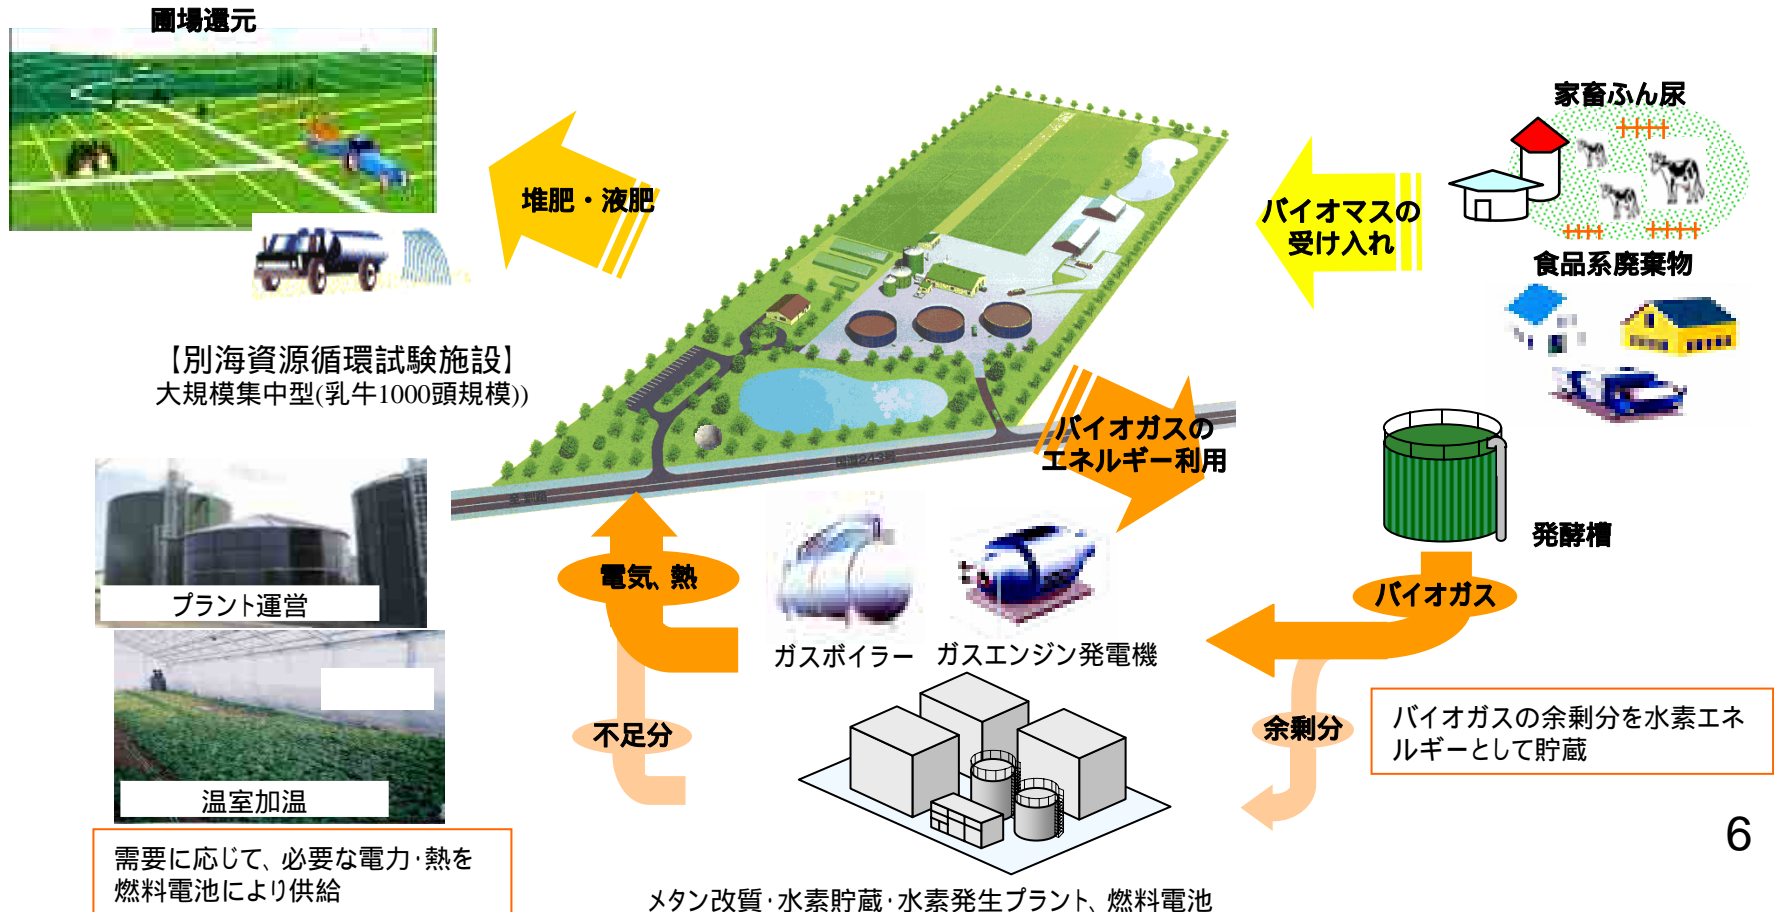 圃場還元
家畜ふん尿
堆肥・液肥
バイオマスの
受け入れ
食品系廃棄物
【別海資源循環試験施設】
大規模集中型(乳牛1000頭規模))
バイオガスの
エネルギー利用
国道243号
発酵槽
電気、熱
バイオガス
プラント運営
ガスボイラー
ガスエンジン発電機
不足分
余剰分
バイオガスの余剰分を水素エネ
ルギーとして貯蔵
温室加温
需要に応じて、必要な電力・熱を
燃料電池により供給
メタン改質・水素貯蔵・水素発生プラント、燃料電池
6